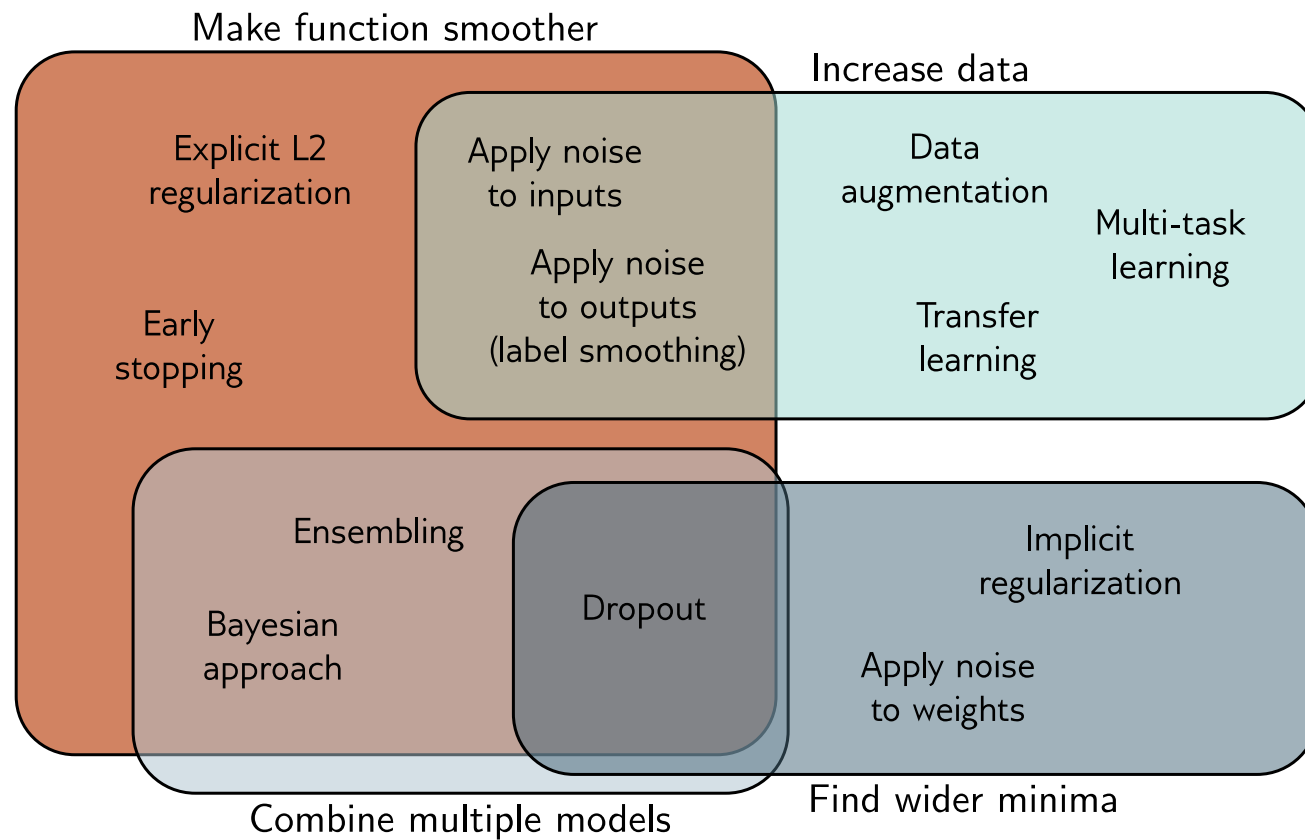 Make function smoother
Increase data
Explicit L2
regularization
Apply noise
to inputs
Data
augmentation
Multi-task
learning
Apply noise
to outputs
(label smoothing)
Early
stopping
Transfer
learning
Ensembling
Implicit
regularization
Bayesian
approach
Dropout
Apply noise
to weights
Combine multiple models
Find wider minima